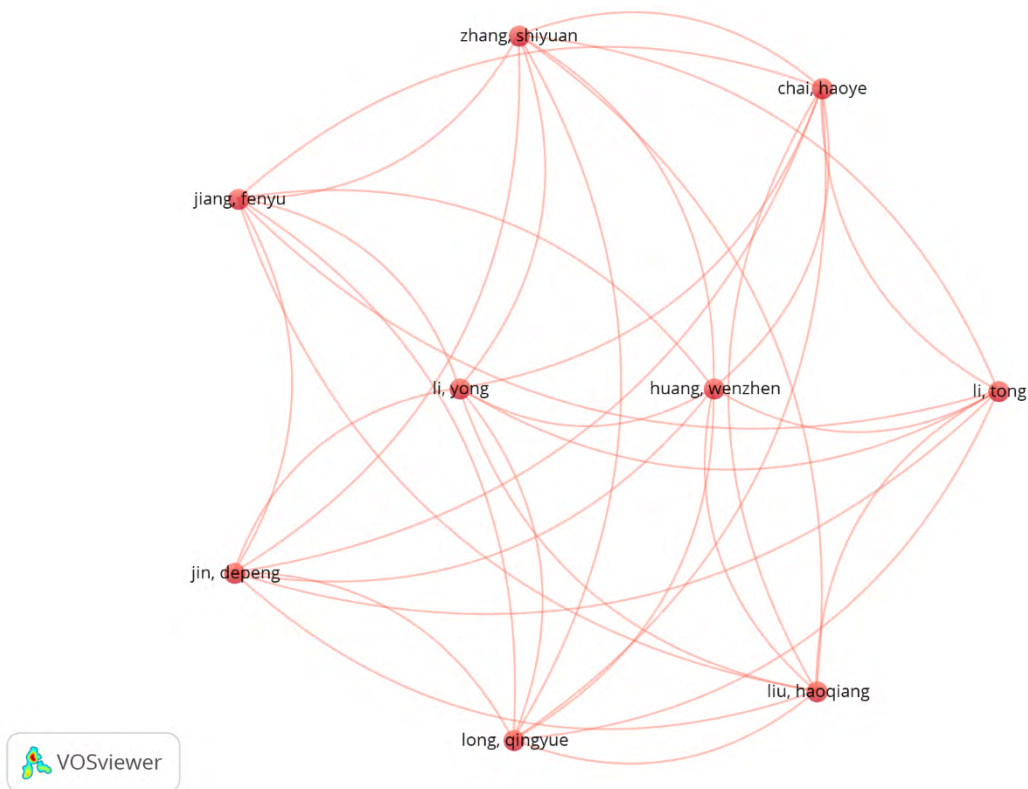 zhang, shiyuan
chai, haoye
jiang, fenyu
li, yong
huang, wenzhen
li, tong
jin, depeng
liu, haoqiang
long, qingyue
VOSviewer